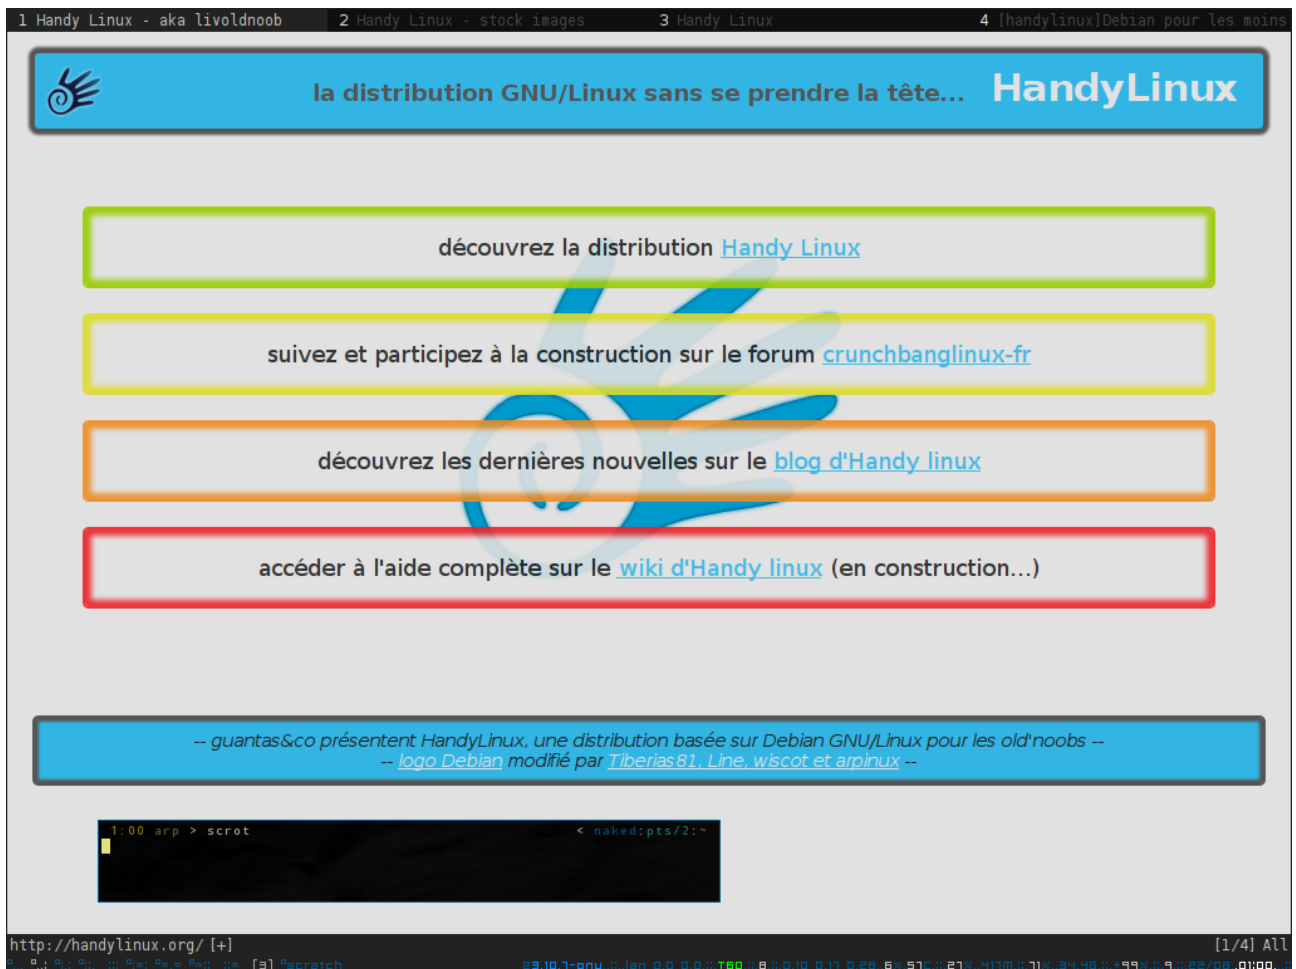 1 Handy Linux - aka livoldnoob 2 Handy Linux - stock images 3 Handy Linux 4 [handylinux]Debian pour les moins
la distribution GNU/Linux sans se prendre la tête... HandyLinux
découvrez la distribution Handy Linux
suivez et participez à la construction sur le forum crunchbanglinux-fr
découvrez les dernières nouvelles sur le blog d'Handy linux
accéder à l'aide complète sur le wiki d'Handy linux (en construction...)
-- guantas&co présentent HandyLinux, une distribution basée sur Debian GNU/Linux pour les old'noobs --
-- logo Debian modifié par Tiberias81, Line, wiscot et arpinux --
1:00 arp > scrot < naked:pts/2:~
http://handylinux.org/ [+] [1/4] All
[3] scratch